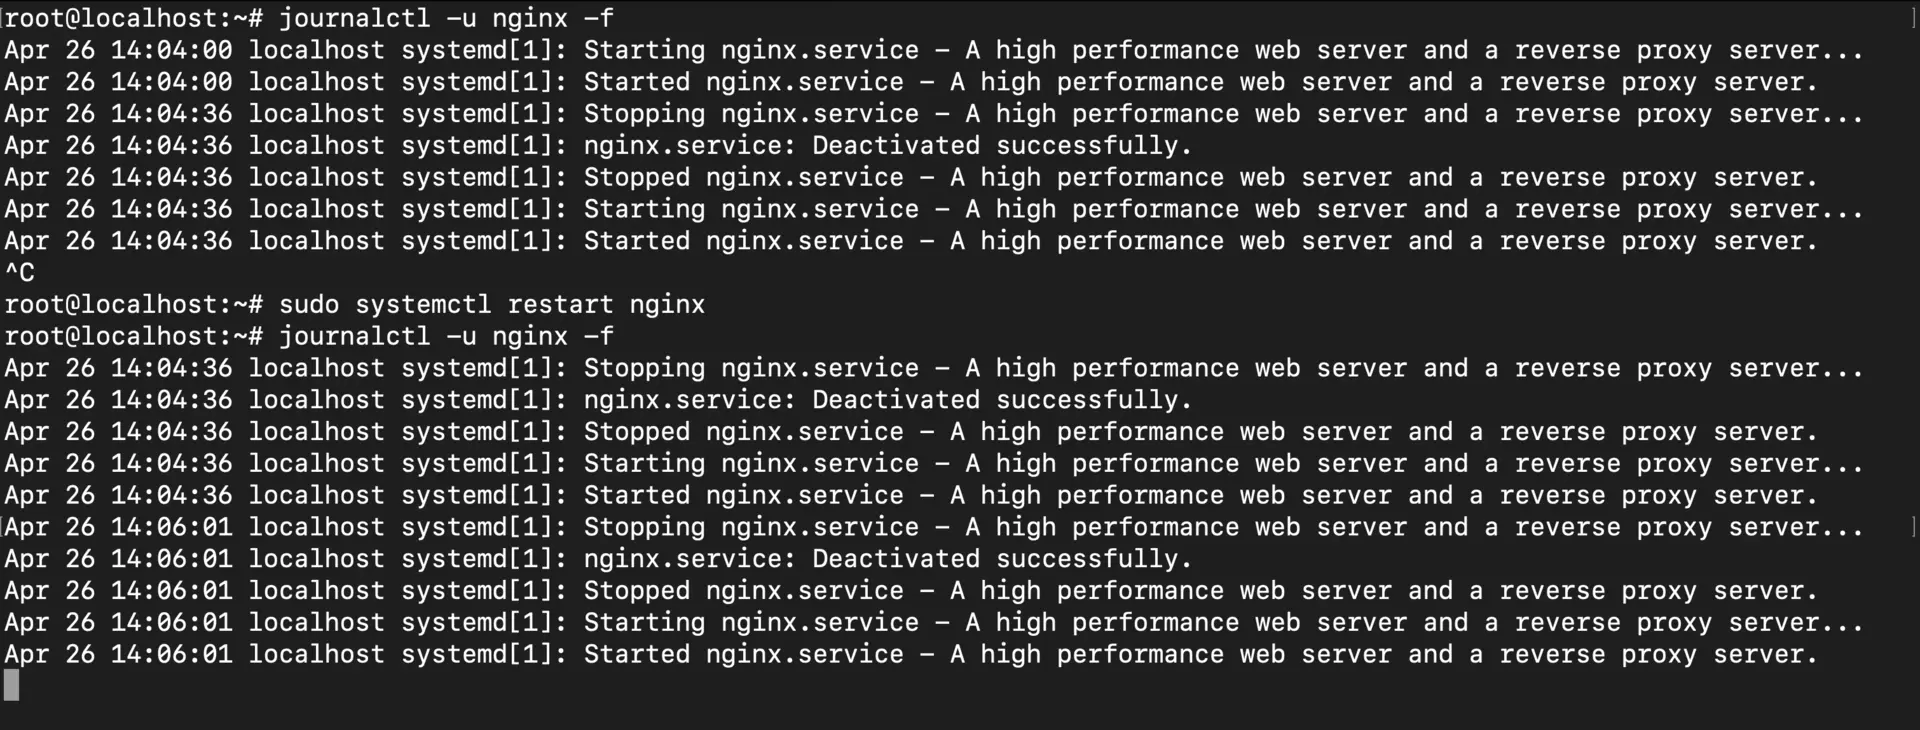 root@localhost:~# journalctl -u nginx -f
Apr 26 14:04:00 localhost systemd[1]: Starting nginx.service - A high performance web server and a reverse proxy server...
Apr 26 14:04:00 localhost systemd[1]: Started nginx.service - A high performance web server and a reverse proxy server.
Apr 26 14:04:36 localhost systemd[1]: Stopping nginx.service - A high performance web server and a reverse proxy server...
Apr 26 14:04:36 localhost systemd[1]: nginx.service: Deactivated successfully.
Apr 26 14:04:36 localhost systemd[1]: Stopped nginx.service - A high performance web server and a reverse proxy server.
Apr 26 14:04:36 localhost systemd[1]: Starting nginx.service - A high performance web server and a reverse proxy server...
Apr 26 14:04:36 localhost systemd[1]: Started nginx.service - A high performance web server and a reverse proxy server.
^C
root@localhost:~# sudo systemctl restart nginx
root@localhost:~# journalctl -u nginx -f
Apr 26 14:04:36 localhost systemd[1]: Stopping nginx.service - A high performance web server and a reverse proxy server...
Apr 26 14:04:36 localhost systemd[1]: nginx.service: Deactivated successfully.
Apr 26 14:04:36 localhost systemd[1]: Stopped nginx.service - A high performance web server and a reverse proxy server.
Apr 26 14:04:36 localhost systemd[1]: Starting nginx.service - A high performance web server and a reverse proxy server...
Apr 26 14:04:36 localhost systemd[1]: Started nginx.service - A high performance web server and a reverse proxy server.
Apr 26 14:06:01 localhost systemd[1]: Stopping nginx.service - A high performance web server and a reverse proxy server...
Apr 26 14:06:01 localhost systemd[1]: nginx.service: Deactivated successfully.
Apr 26 14:06:01 localhost systemd[1]: Stopped nginx.service - A high performance web server and a reverse proxy server.
Apr 26 14:06:01 localhost systemd[1]: Starting nginx.service - A high performance web server and a reverse proxy server...
Apr 26 14:06:01 localhost systemd[1]: Started nginx.service - A high performance web server and a reverse proxy server.